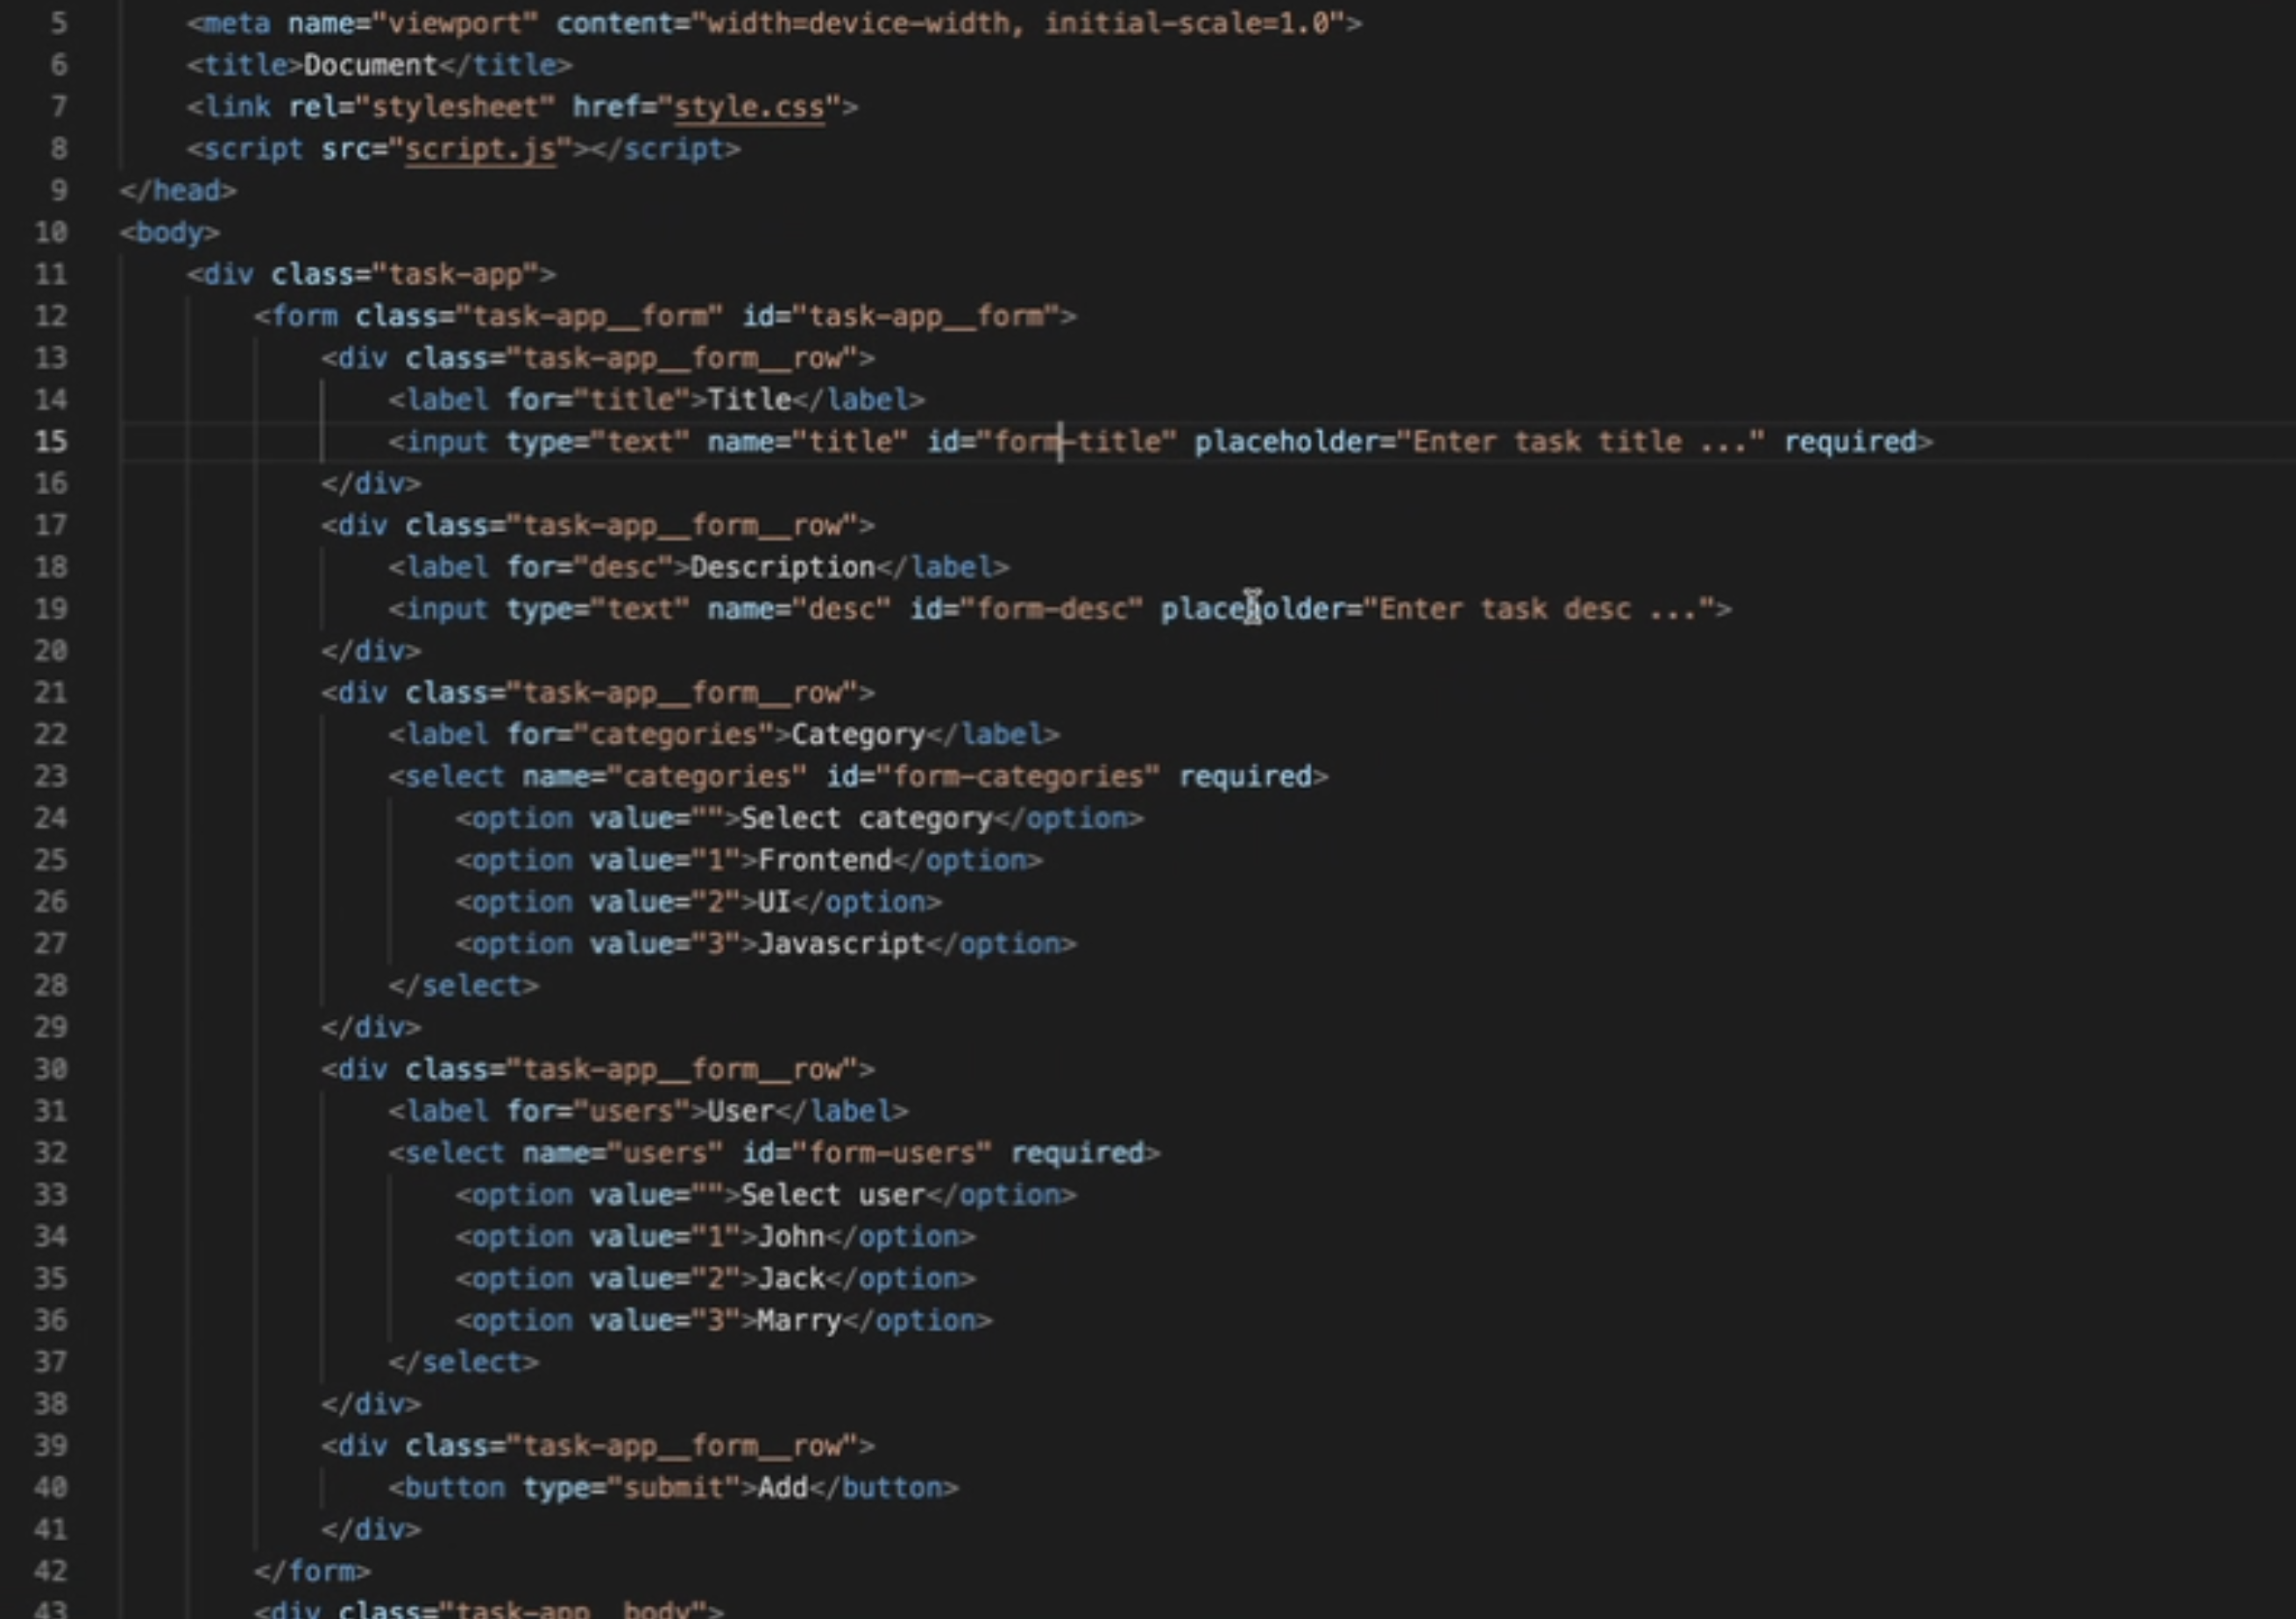 5 <meta name="viewport" content="width=device-width, initial-scale=1.0">
6 <title>Document</title>
7 <link rel="stylesheet" href="style.css">
8 <script src="script.js"></script>
9 </head>
10 <body>
11 <div class="task-app">
12 <form class="task-app__form" id="task-app__form">
13 <div class="task-app__form__row">
14 <label for="title">Title</label>
15 <input type="text" name="title" id="form-title" placeholder="Enter task title ..." required>
16 </div>
17 <div class="task-app__form__row">
18 <label for="desc">Description</label>
19 <input type="text" name="desc" id="form-desc" placeholder="Enter task desc ...">
20 </div>
21 <div class="task-app__form__row">
22 <label for="categories">Category</label>
23 <select name="categories" id="form-categories" required>
24 <option value="">Select category</option>
25 <option value="1">Frontend</option>
26 <option value="2">UI</option>
27 <option value="3">Javascript</option>
28 </select>
29 </div>
30 <div class="task-app__form__row">
31 <label for="users">User</label>
32 <select name="users" id="form-users" required>
33 <option value="">Select user</option>
34 <option value="1">John</option>
35 <option value="2">Jack</option>
36 <option value="3">Marry</option>
37 </select>
38 </div>
39 <div class="task-app__form__row">
40 <button type="submit">Add</button>
41 </div>
42 </form>
43 <div class="task-app__body">